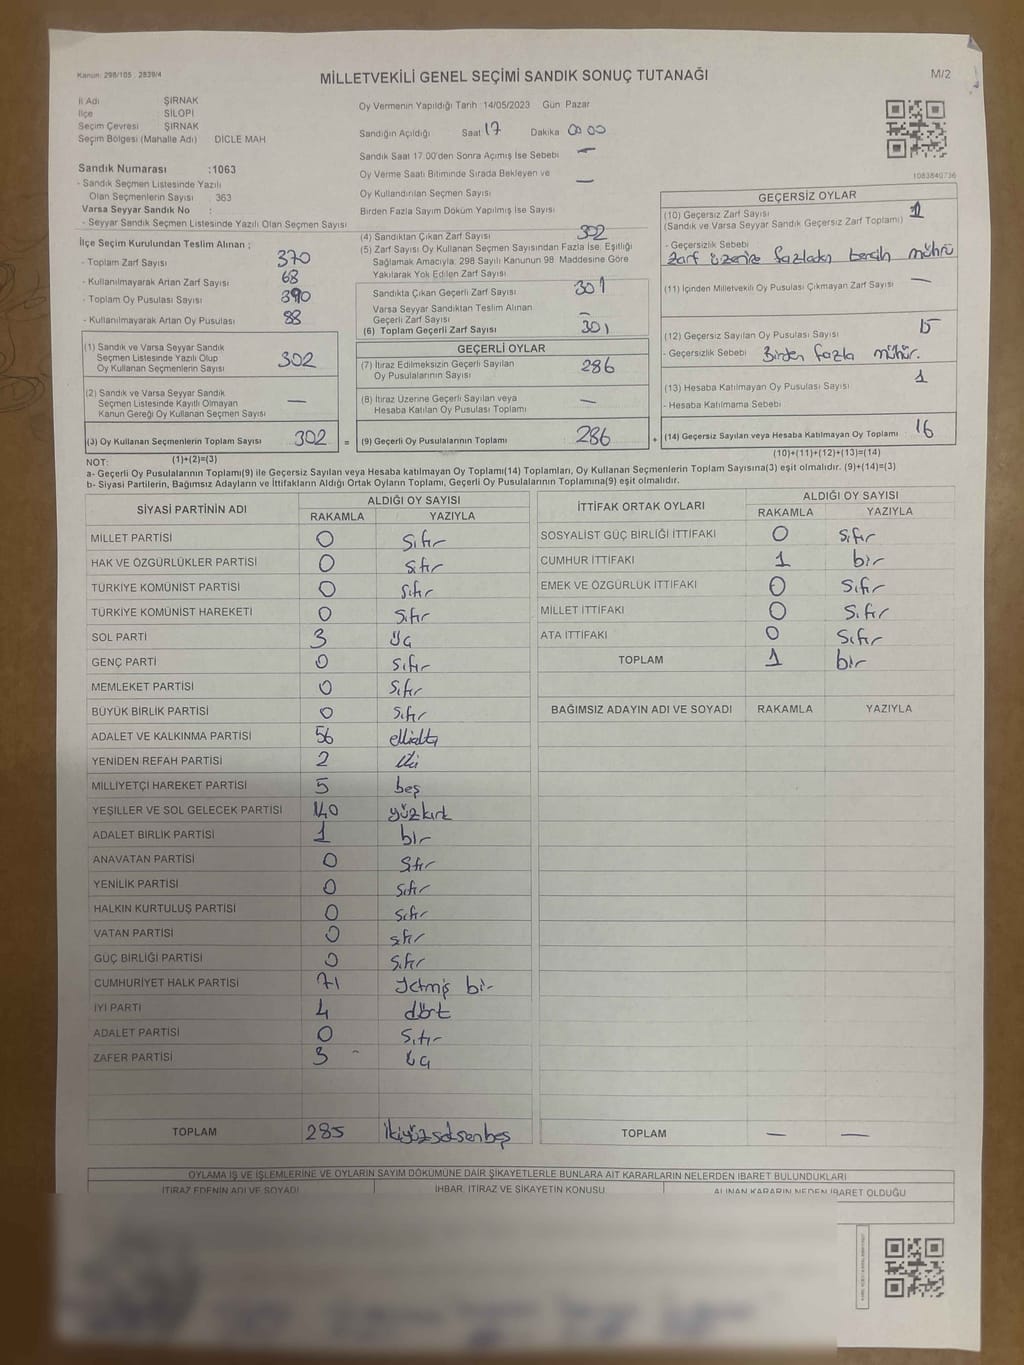 Kanun: 298/105 . 2839/4
MİLLETVEKİLİ GENEL SEÇİMİ SANDIK SONUÇ TUTANAĞI
M/2
İl Adı ŞIRNAK
İlçe SİLOPİ
Seçim Çevresi ŞIRNAK
Seçim Bölgesi (Mahalle Adı) DİCLE MAH
Sandık Numarası :1063
- Sandık Seçmen Listesinde Yazılı
Olan Seçmenlerin Sayısı : 363
Varsa Seyyar Sandık No :
- Seyyar Sandık Seçmen Listesinde Yazılı Olan Seçmen Sayısı
Oy Vermenin Yapıldığı Tarih 14/05/2023 Gün Pazar
Sandığın Açıldığı Saat 17 Dakika 00
Sandık Saat 17.00'den Sonra Açımış İse Sebebi —
Oy Verme Saati Bitiminde Sırada Bekleyen ve
Oy Kullandırılan Seçmen Sayısı —
Birden Fazla Sayım Döküm Yapılmış İse Sayısı
1083840736
İlçe Seçim Kurulundan Teslim Alınan ;
- Toplam Zarf Sayısı 370
- Kullanılmayarak Artan Zarf Sayısı 68
- Toplam Oy Pusulası Sayısı 390
- Kullanılmayarak Artan Oy Pusulası 88
(1) Sandık ve Varsa Seyyar Sandık
Seçmen Listesinde Yazılı Olup
Oy Kullanan Seçmenlerin Sayısı 302
(2) Sandık ve Varsa Seyyar Sandık
Seçmen Listesinde Kayıtlı Olmayan
Kanun Gereği Oy Kullanan Seçmen Sayısı —
(3) Oy Kullanan Seçmenlerin Toplam Sayısı 302 =
(1)+(2)=(3)
(4) Sandıktan Çıkan Zarf Sayısı 302
(5) Zarf Sayısı Oy Kullanan Seçmen Sayısından Fazla İse, Eşitliği
Sağlamak Amacıyla; 298 Sayılı Kanunun 98. Maddesine Göre
Yakılarak Yok Edilen Zarf Sayısı
Sandıkta Çıkan Geçerli Zarf Sayısı 301
Varsa Seyyar Sandıktan Teslim Alınan
Geçerli Zarf Sayısı —
(6) Toplam Geçerli Zarf Sayısı 301
GEÇERLİ OYLAR
(7) İtiraz Edilmeksizin Geçerli Sayılan
Oy Pusulalarının Sayısı 286
(8) İtiraz Üzerine Geçerli Sayılan veya
Hesaba Katılan Oy Pusulası Toplamı —
(9) Geçerli Oy Pusulalarının Toplamı 286 +
GEÇERSİZ OYLAR
(10) Geçersiz Zarf Sayısı 1
(Sandık ve Varsa Seyyar Sandık Geçersiz Zarf Toplamı)
- Geçersizlik Sebebi
Zarf üzerine fazladan tercih mührü
(11) İçinden Milletvekili Oy Pusulası Çıkmayan Zarf Sayısı —
(12) Geçersiz Sayılan Oy Pusulası Sayısı 15
- Geçersizlik Sebebi Birden fazla mühür.
(13) Hesaba Katılmayan Oy Pusulası Sayısı 1
- Hesaba Katılmama Sebebi
(14) Geçersiz Sayılan veya Hesaba Katılmayan Oy Toplamı 16
(10)+(11)+(12)+(13)=(14)
NOT:
a- Geçerli Oy Pusulalarının Toplamı(9) ile Geçersiz Sayılan veya Hesaba katılmayan Oy Toplamı(14) Toplamları, Oy Kullanan Seçmenlerin Toplam Sayısına(3) eşit olmalıdır. (9)+(14)=(3)
b- Siyasi Partilerin, Bağımsız Adayların ve İttifakların Aldığı Ortak Oyların Toplamı, Geçerli Oy Pusulalarının Toplamına(9) eşit olmalıdır.
SİYASİ PARTİNİN ADI ALDIĞI OY SAYISI
RAKAMLA YAZIYLA
MİLLET PARTİSİ 0 Sıfır
HAK VE ÖZGÜRLÜKLER PARTİSİ 0 Sıfır
TÜRKİYE KOMÜNİST PARTİSİ 0 Sıfır
TÜRKİYE KOMÜNİST HAREKETİ 0 Sıfır
SOL PARTİ 3 Üç
GENÇ PARTİ 0 Sıfır
MEMLEKET PARTİSİ 0 Sıfır
BÜYÜK BİRLİK PARTİSİ 0 Sıfır
ADALET VE KALKINMA PARTİSİ 56 ellialtı
YENİDEN REFAH PARTİSİ 2 iki
MİLLİYETÇİ HAREKET PARTİSİ 5 beş
YEŞİLLER VE SOL GELECEK PARTİSİ 140 yüzkırk
ADALET BİRLİK PARTİSİ 1 bir
ANAVATAN PARTİSİ 0 Sıfır
YENİLİK PARTİSİ 0 Sıfır
HALKIN KURTULUŞ PARTİSİ 0 Sıfır
VATAN PARTİSİ 0 sıfır
GÜÇ BİRLİĞİ PARTİSİ 0 Sıfır
CUMHURİYET HALK PARTİSİ 71 Yetmiş bir
İYİ PARTİ 4 dört
ADALET PARTİSİ 0 Sıfır
ZAFER PARTİSİ 3 Üç
TOPLAM 285 ikiyüzseksenbeş
İTTİFAK ORTAK OYLARI ALDIĞI OY SAYISI
RAKAMLA YAZIYLA
SOSYALİST GÜÇ BİRLİĞİ İTTİFAKI 0 Sıfır
CUMHUR İTTİFAKI 1 bir
EMEK VE ÖZGÜRLÜK İTTİFAKI 0 Sıfır
MİLLET İTTİFAKI 0 Sıfır
ATA İTTİFAKI 0 Sıfır
TOPLAM 1 bir
BAĞIMSIZ ADAYIN ADI VE SOYADI RAKAMLA YAZIYLA
TOPLAM — —
OYLAMA İŞ VE İŞLEMLERİNE VE OYLARIN SAYIM DÖKÜMÜNE DAİR ŞİKAYETLERLE BUNLARA AİT KARARLARIN NELERDEN İBARET BULUNDUKLARI
İTİRAZ EDENİN ADI VE SOYADI İHBAR, İTİRAZ VE ŞİKAYETİN KONUSU ALINAN KARARIN NEDEN İBARET OLDUĞU